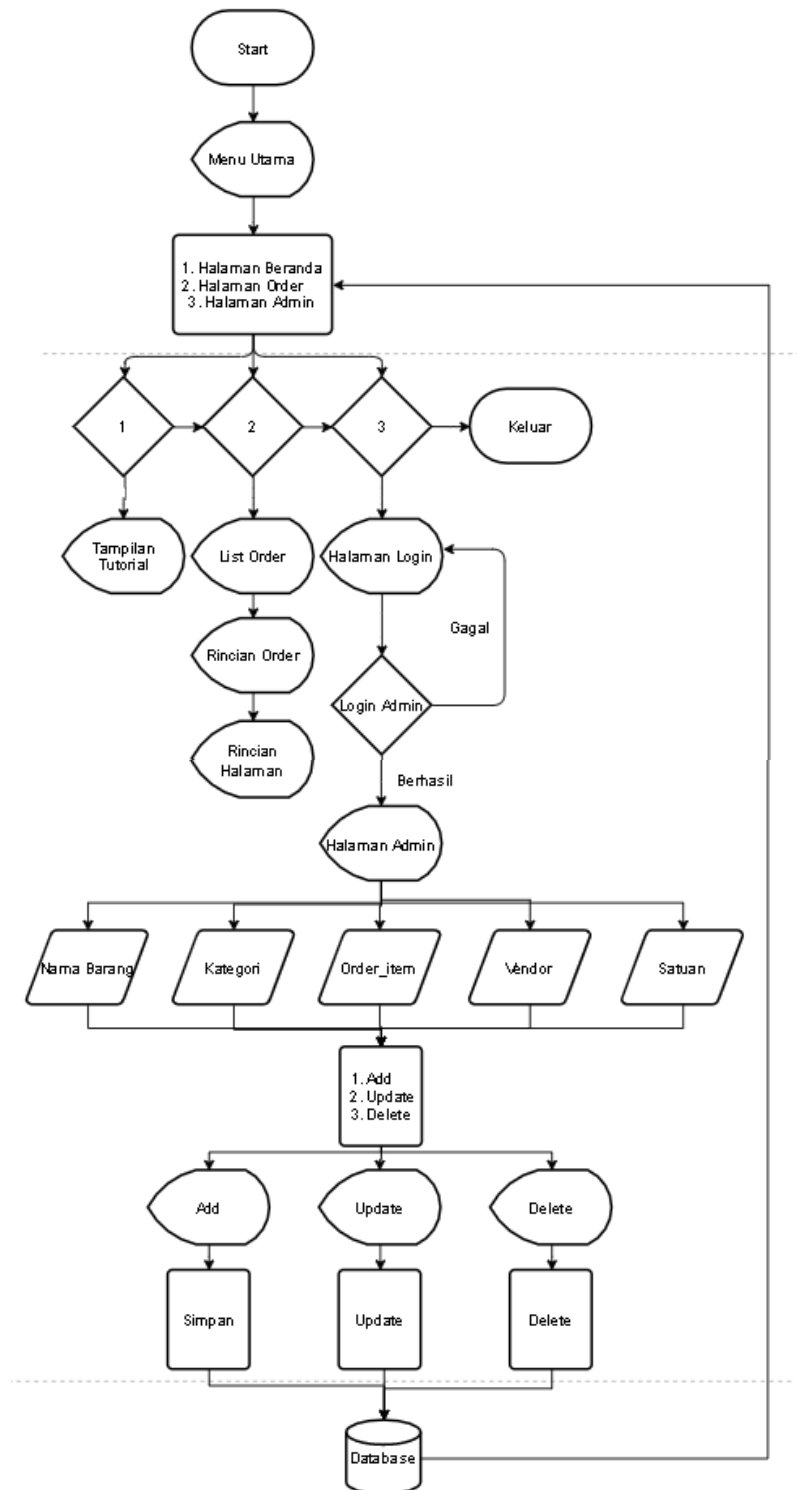 Start
Menu Utama
1. Halaman Beranda
2. Halaman Order
3. Halaman Admin
1
2
3
Keluar
Tampilan
Tutorial
List Order
Halaman Login
Gagal
Rincian Order
Login Admin
Rincian
Halaman
Berhasil
Halaman Admin
Nama Barang
Kategori
Order_item
Vendor
Satuan
1. Add
2. Update
3. Delete
Add
Update
Delete
Simpan
Update
Delete
Database